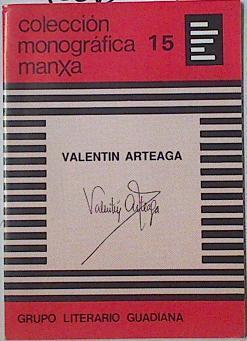 colección
monográfica 15
manxa
VALENTIN ARTEAGA
Valentín Arteaga
GRUPO LITERARIO GUADIANA